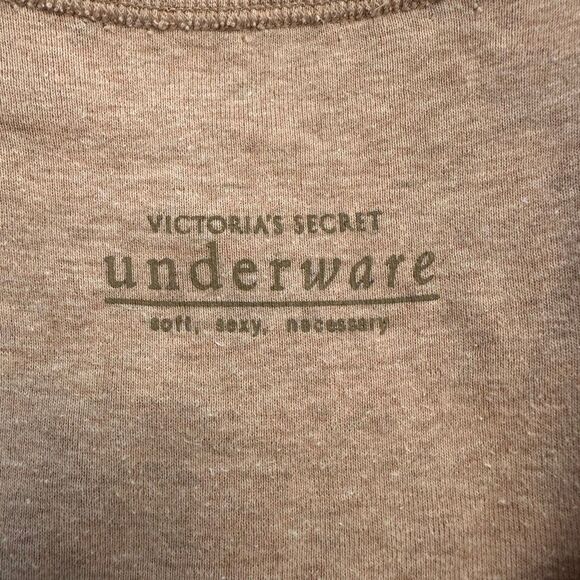 VICTORIA'S SECRET
underware
soft, sexy, necessary